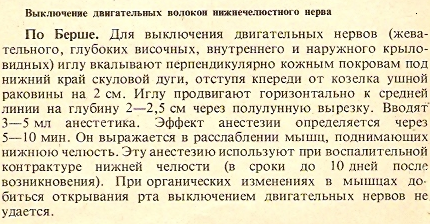 Выключение двигательных волокон нижнечелюстного нерва
По Берше. Для выключения двигательных нервов (жева-
тельного, глубоких височных, внутреннего и наружного крыло-
видных) иглу вкалывают перпендикулярно кожным покровам под
нижний край скуловой дуги, отступя кпереди от козелка ушной
раковины на 2 см. Иглу продвигают горизонтально к средней
линии на глубину 2—2,5 см через полулунную вырезку. Вводят
3—5 мл анестетика. Эффект анестезии определяется через
5—10 мин. Он выражается в расслаблении мышц, поднимающих
нижнюю челюсть. Эту анестезию используют при воспалительной
контрактуре нижней челюсти (в сроки до 10 дней после
возникновения). При органических изменениях в мышцах до-
биться открывания рта выключением двигательных нервов не
удается.